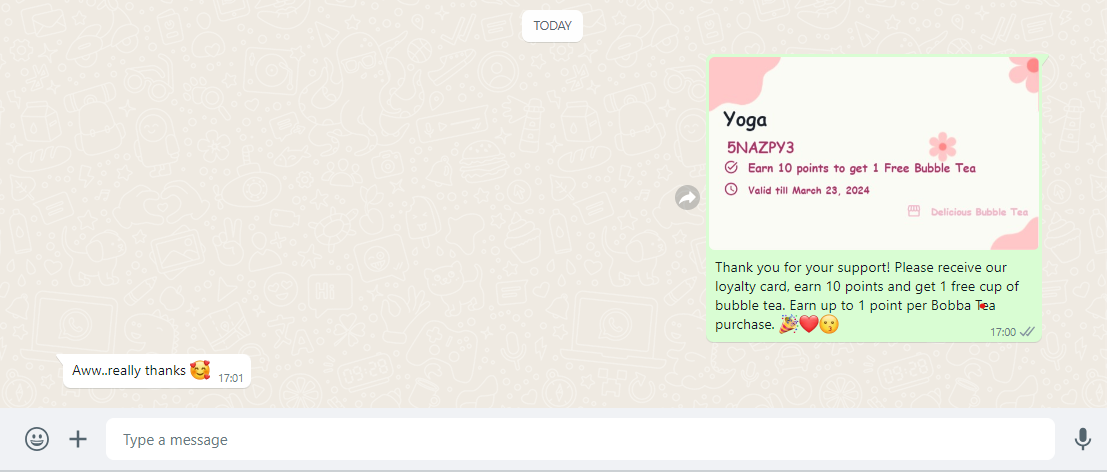 TODAY
Yoga
5NAZPY3
Earn 10 points to get 1 Free Bubble Tea
Valid till March 23, 2024
Delicious Bubble Tea
Thank you for your support! Please receive our
loyalty card, earn 10 points and get 1 free cup of
bubble tea. Earn up to 1 point per Bobba Tea
purchase. 🎉❤️😗
17:00
Aww..really thanks 🥰
17:01
Type a message